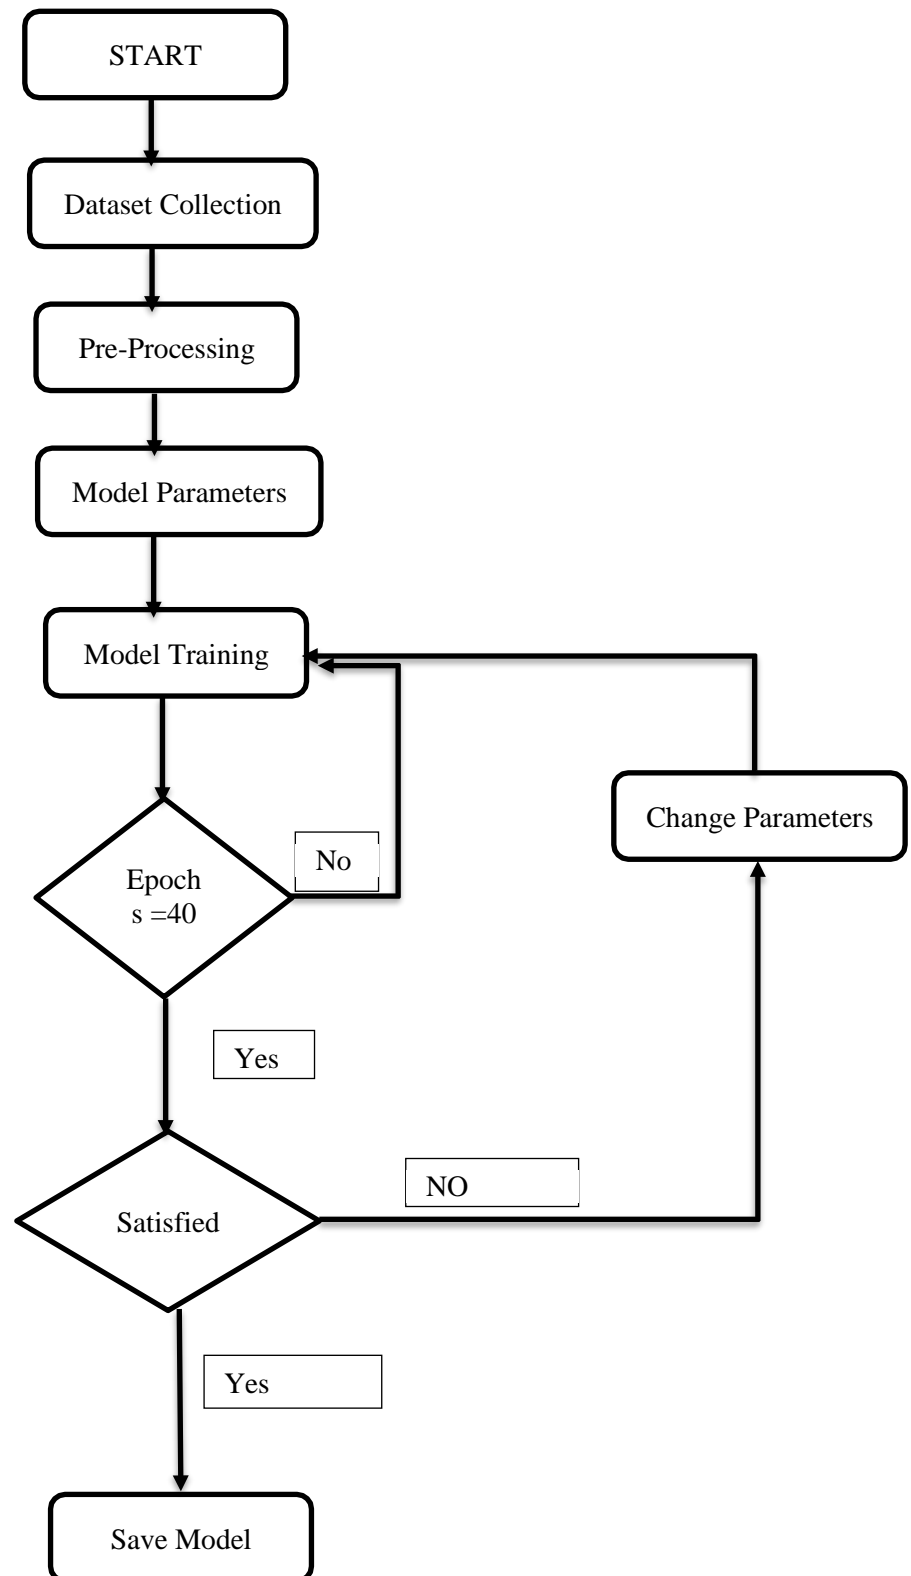 START
Dataset Collection
Pre-Processing
Model Parameters
Model Training
Change Parameters
No
Epoch
s =40
Yes
NO
Satisfied
Yes
Save Model